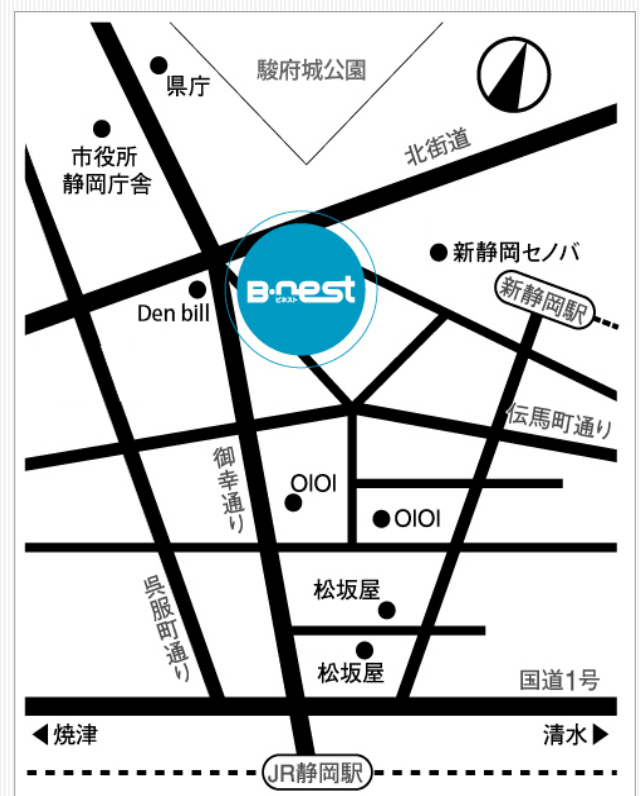 駿府城公園
県庁
北街道
市役所
静岡庁舎
新静岡セノバ
新静岡駅
B・nest
ビネスト
Den bill
伝馬町通り
御幸通り
OIOI
OIOI
呉服町通り
松坂屋
松坂屋
国道1号
◀焼津
清水▶
JR静岡駅